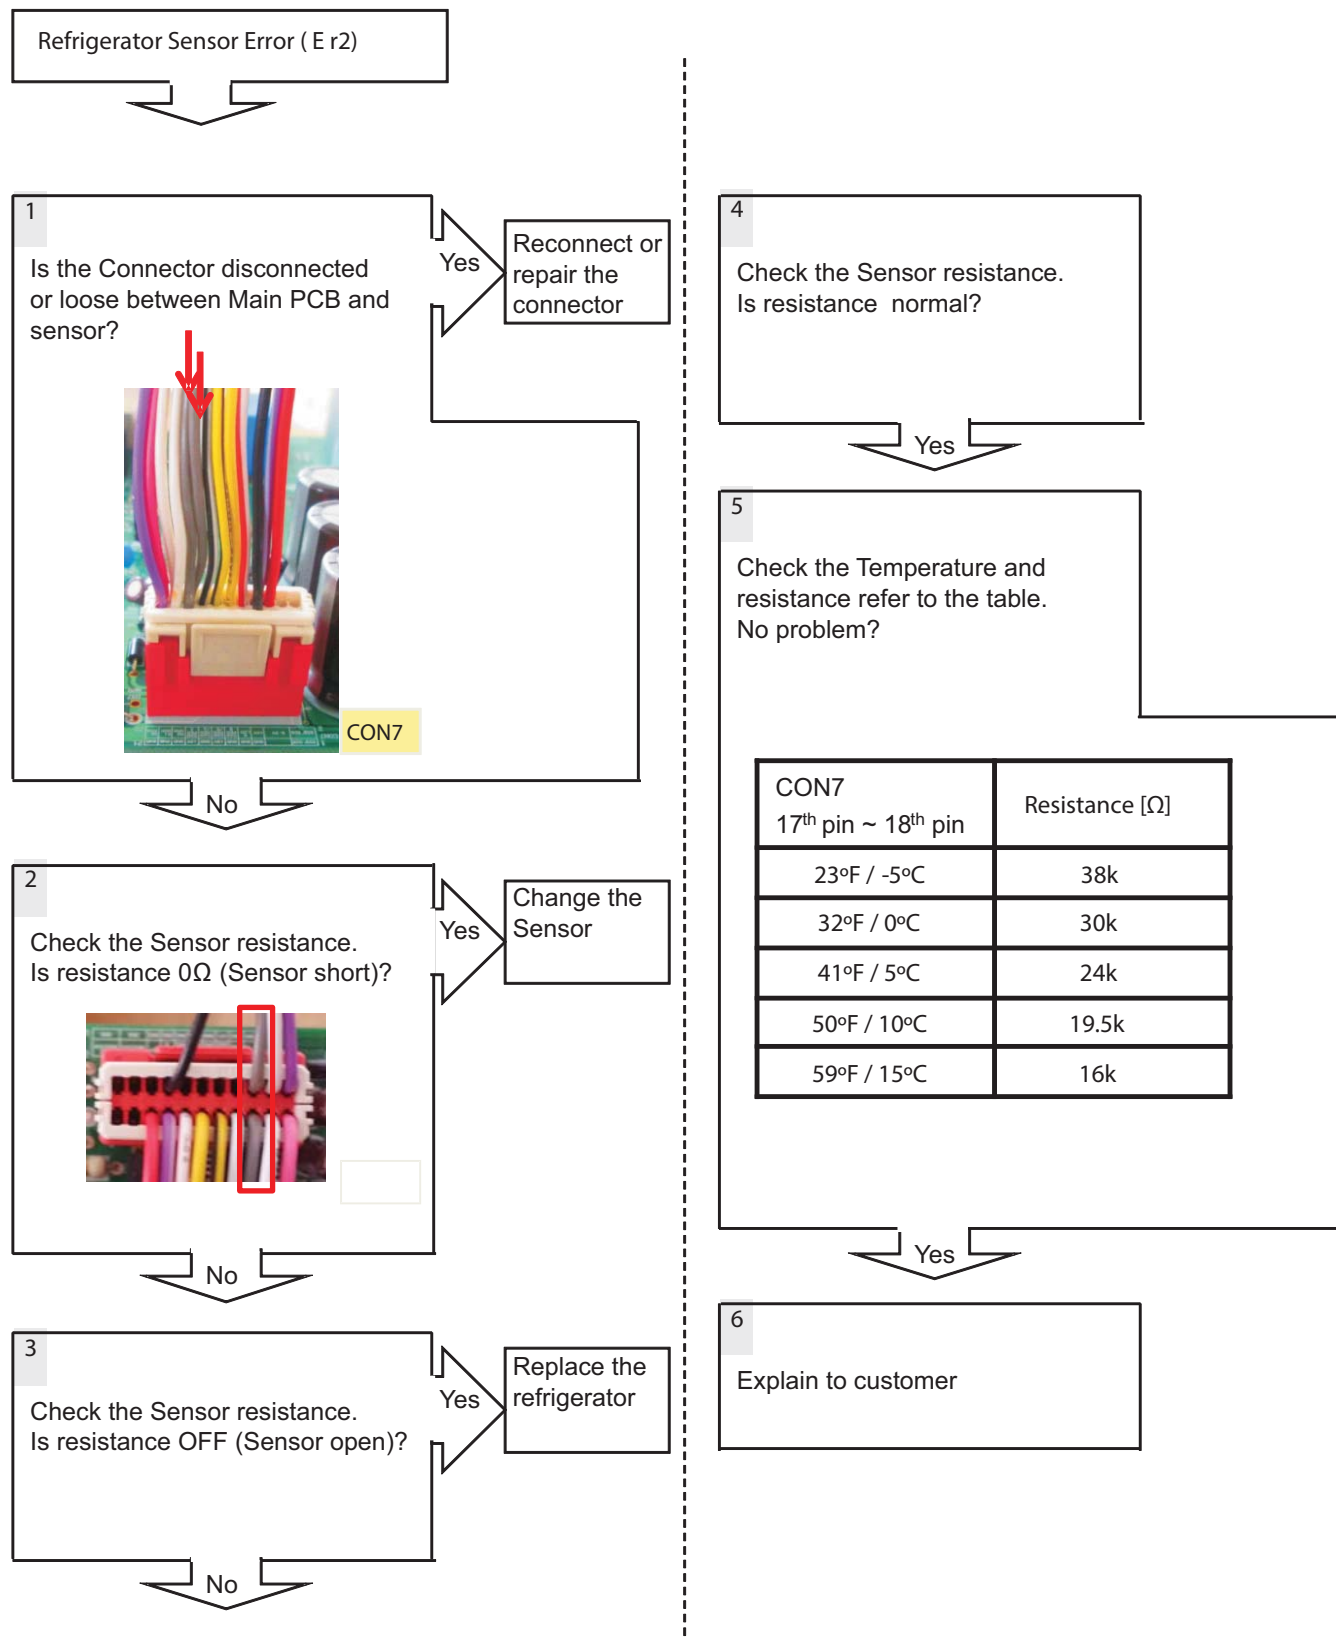 Refrigerator Sensor Error ( E r2)
1
Is the Connector disconnected
or loose between Main PCB and
sensor?
Yes
Reconnect or
repair the
connector
CON7
No
2
Check the Sensor resistance.
Is resistance 0Ω (Sensor short)?
Yes
Change the
Sensor
No
3
Check the Sensor resistance.
Is resistance OFF (Sensor open)?
Yes
Replace the
refrigerator
No
4
Check the Sensor resistance.
Is resistance  normal?
Yes
5
Check the Temperature and
resistance refer to the table.
No problem?
CON7
17th pin ~ 18th pin
Resistance [Ω]
23ºF / -5ºC
38k
32ºF / 0ºC
30k
41ºF / 5ºC
24k
50ºF / 10ºC
19.5k
59ºF / 15ºC
16k
Yes
6
Explain to customer